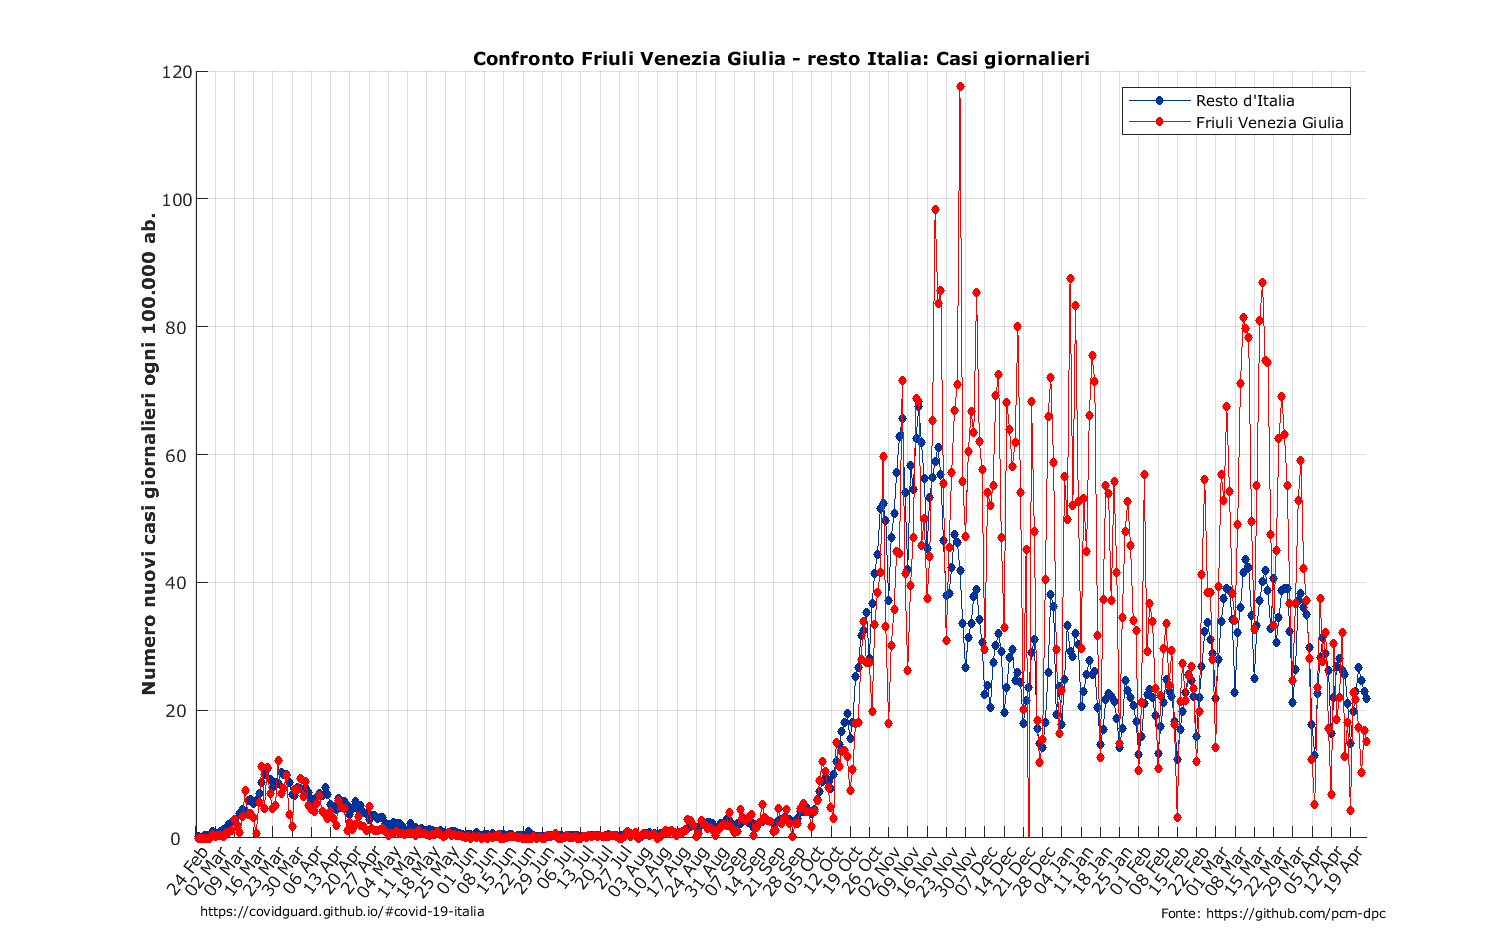 Confronto Friuli Venezia Giulia - resto Italia: Casi giornalieri
Resto d'Italia
Friuli Venezia Giulia
Numero nuovi casi giornalieri ogni 100.000 ab.
120
100
80
60
40
20
0
24 Feb
02 Mar
09 Mar
16 Mar
23 Mar
30 Mar
06 Apr
13 Apr
20 Apr
27 Apr
04 May
11 May
18 May
25 May
01 Jun
08 Jun
15 Jun
22 Jun
29 Jun
06 Jul
13 Jul
20 Jul
27 Jul
03 Aug
10 Aug
17 Aug
24 Aug
31 Aug
07 Sep
14 Sep
21 Sep
28 Sep
05 Oct
12 Oct
19 Oct
26 Oct
02 Nov
09 Nov
16 Nov
23 Nov
30 Nov
07 Dec
14 Dec
21 Dec
28 Dec
04 Jan
11 Jan
18 Jan
25 Jan
01 Feb
08 Feb
15 Feb
22 Feb
01 Mar
08 Mar
15 Mar
22 Mar
29 Mar
05 Apr
12 Apr
19 Apr
https://covidguard.github.io/#covid-19-italia
Fonte: https://github.com/pcm-dpc